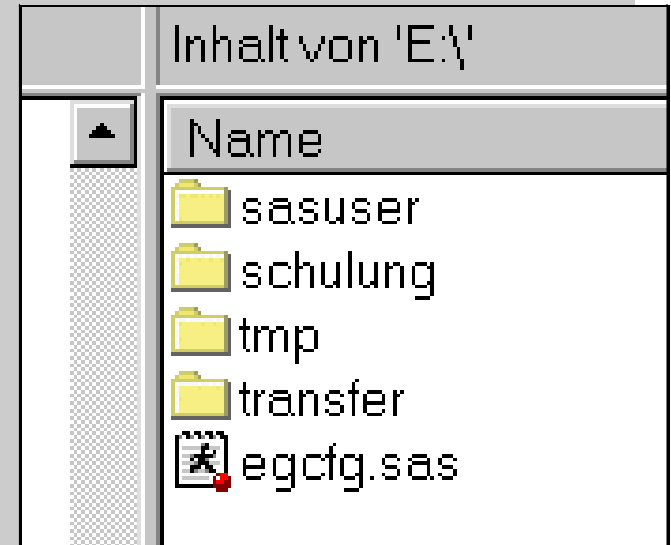 Inhalt von 'E:\'
Name
sasuser
schulung
tmp
transfer
egcfg.sas